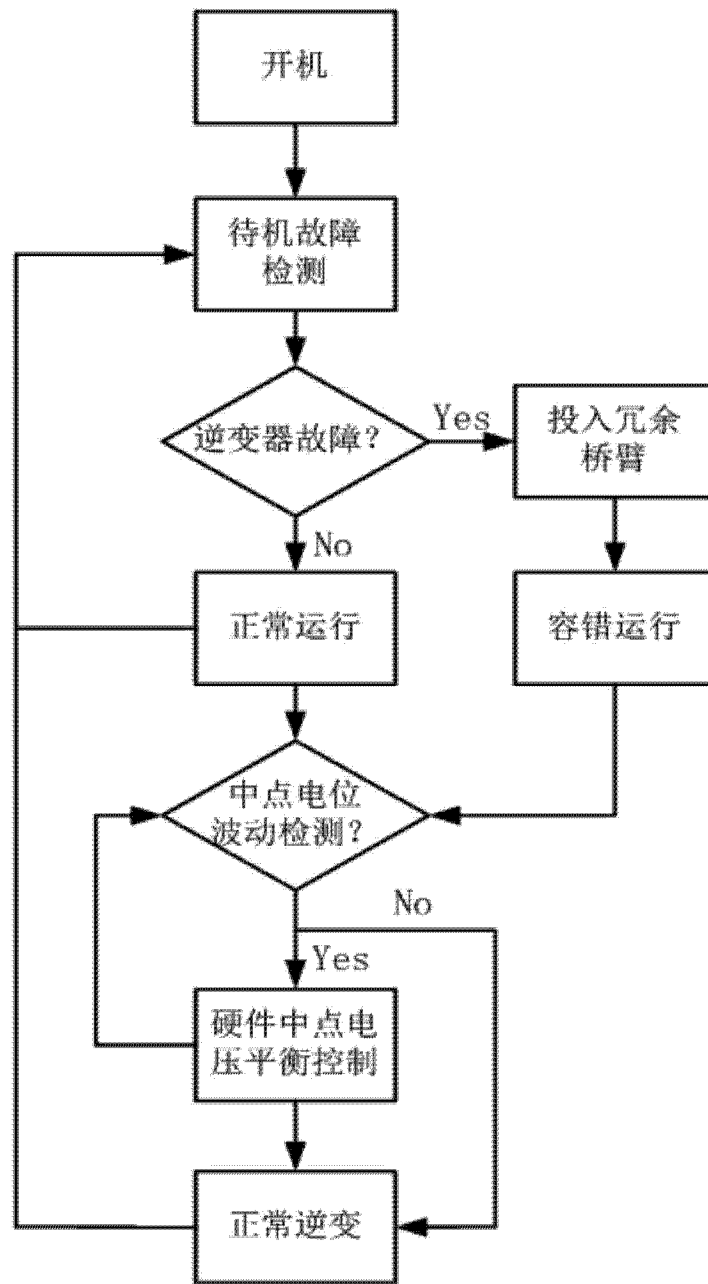 开机
待机故障
检测
逆变器故障?
Yes
投入冗余
桥臂
No
正常运行
容错运行
中点电位
波动检测?
No
Yes
硬件中点电
压平衡控制
正常逆变